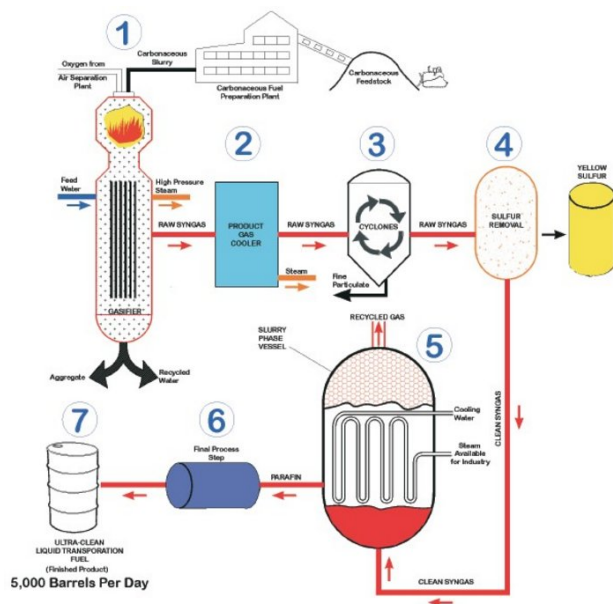 1
Oxygen from
Air Separation
Plant
Carbonaceous
Slurry
Carbonaceous Fuel
Preparation Plant
Carbonaceous
Feedstock
Feed
Water
High Pressure
Steam
RAW SYNGAS
GASIFIER
Aggregate
Recycled
Water
2
PRODUCT
GAS
COOLER
RAW SYNGAS
Steam
3
CYCLONES
Fine
Particulate
RAW SYNGAS
4
SULFUR
REMOVAL
YELLOW
SULFUR
CLEAN SYNGAS
CLEAN SYNGAS
5
RECYCLED GAS
SLURRY
PHASE
VESSEL
Cooling
Water
Steam
Available
for Industry
PARAFIN
6
Final Process
Step
7
ULTRA-CLEAN
LIQUID TRANSPORATION
FUEL
(Finished Product)
5,000 Barrels Per Day